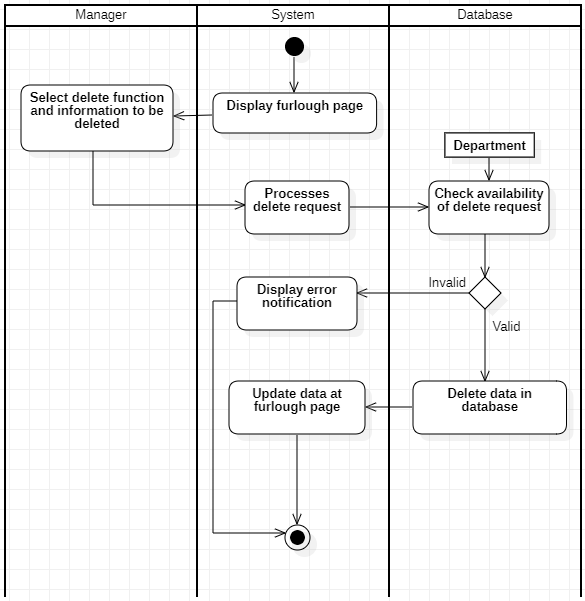 Manager
System
Database
Display furlough page
Select delete function
and information to be
deleted
Department
Processes
delete request
Check availability
of delete request
Invalid
Display error
notification
Valid
Update data at
furlough page
Delete data in
database